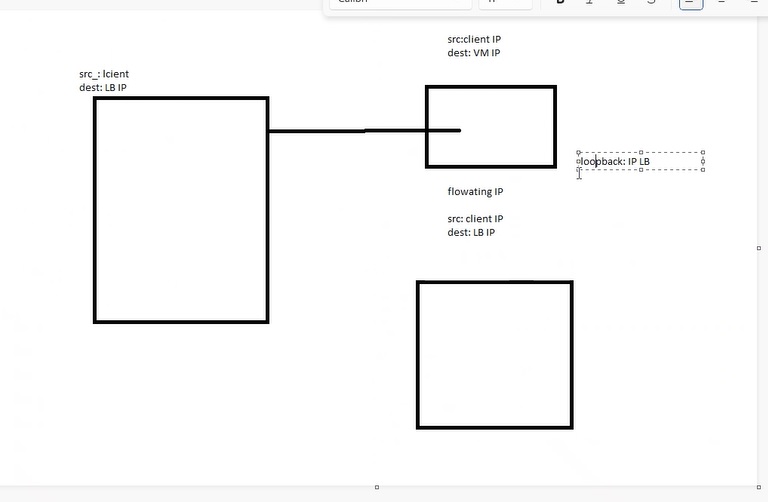 src:client IP
dest: VM IP
src_: lcient
dest: LB IP
loopback: IP LB
flowating IP
src: client IP
dest: LB IP